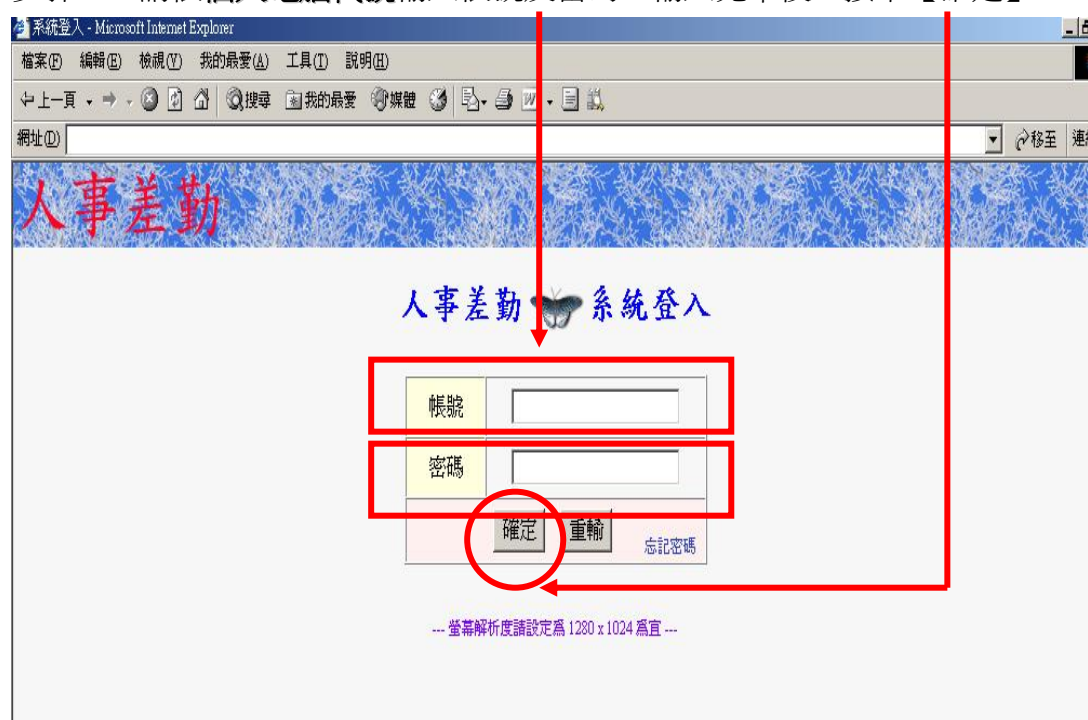 系統登入 - Microsoft Internet Explorer
檔案(F) 編輯(E) 檢視(V) 我的最愛(A) 工具(T) 說明(H)
上一頁 搜尋 我的最愛 媒體
網址(D) 移至
人事差勤
人事差勤 系統登入
帳號
密碼
確定 重輸 忘記密碼
--- 螢幕解析度請設定為 1280 x 1024 為宜 ---